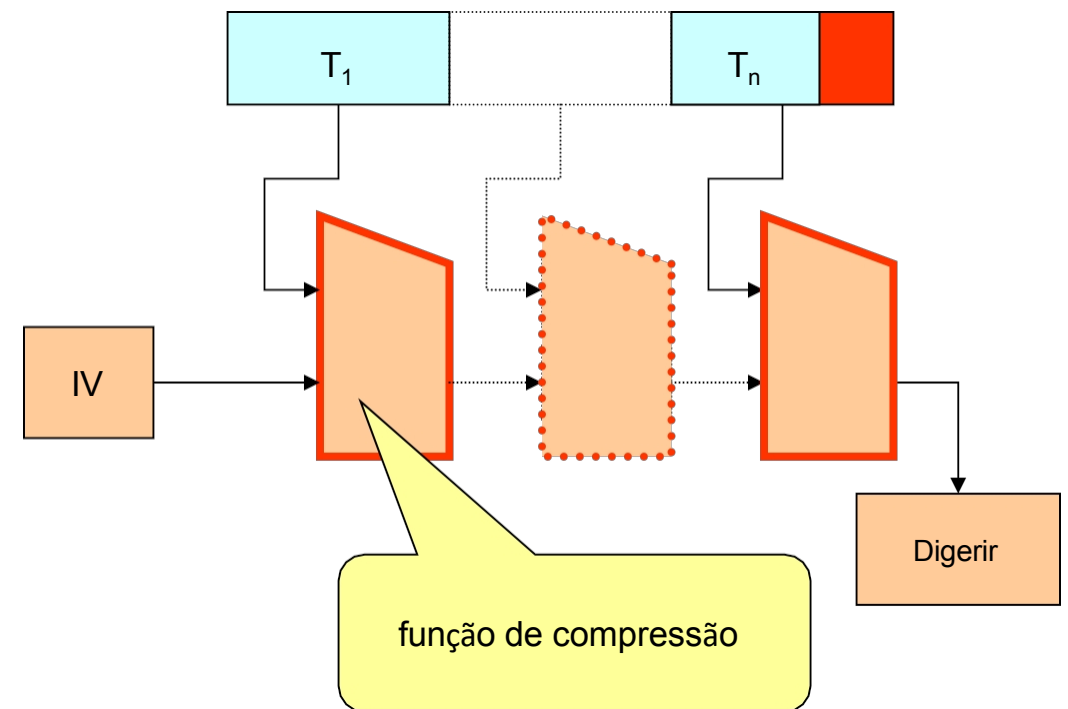 T₁
Tₙ
IV
Digerir
função de compressão